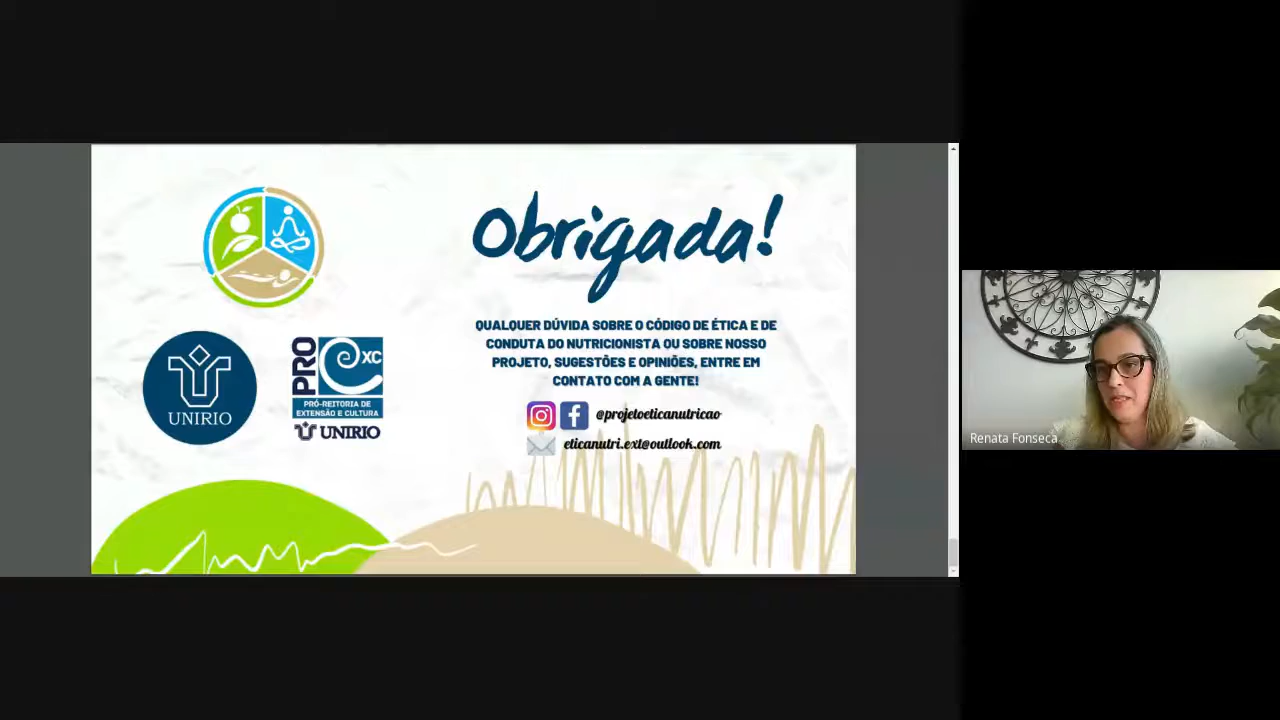 Obrigada!
QUALQUER DÚVIDA SOBRE O CÓDIGO DE ÉTICA E DE
CONDUTA DO NUTRICIONISTA OU SOBRE NOSSO
PROJETO, SUGESTÕES E OPINIÕES, ENTRE EM
CONTATO COM A GENTE!
@projetoeticanutricao
eticanutri.ext@outlook.com
UNIRIO
PRO
EXC
PRÓ-REITORIA DE
EXTENSÃO E CULTURA
UNIRIO
Renata Fonseca